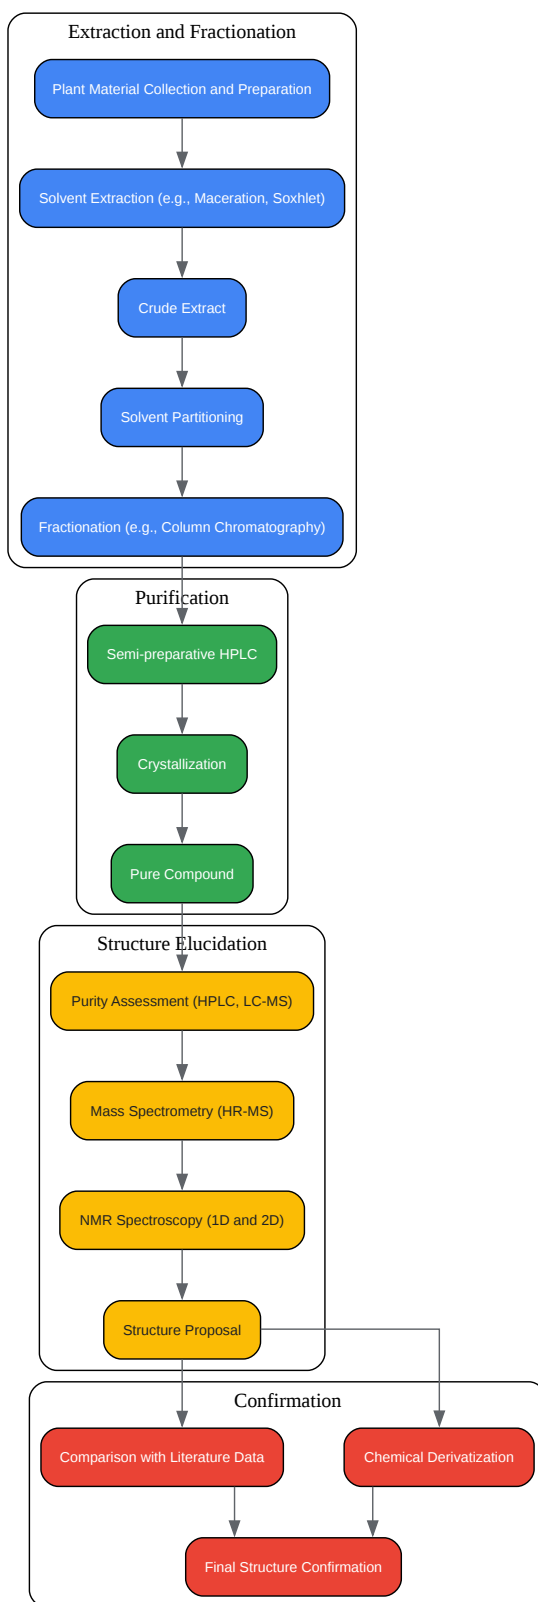 Extraction and Fractionation
Plant Material Collection and Preparation
Solvent Extraction (e.g., Maceration, Soxhlet)
Crude Extract
Solvent Partitioning
Fractionation (e.g., Column Chromatography)
Purification
Semi-preparative HPLC
Crystallization
Pure Compound
Structure Elucidation
Purity Assessment (HPLC, LC-MS)
Mass Spectrometry (HR-MS)
NMR Spectroscopy (1D and 2D)
Structure Proposal
Confirmation
Comparison with Literature Data
Chemical Derivatization
Final Structure Confirmation